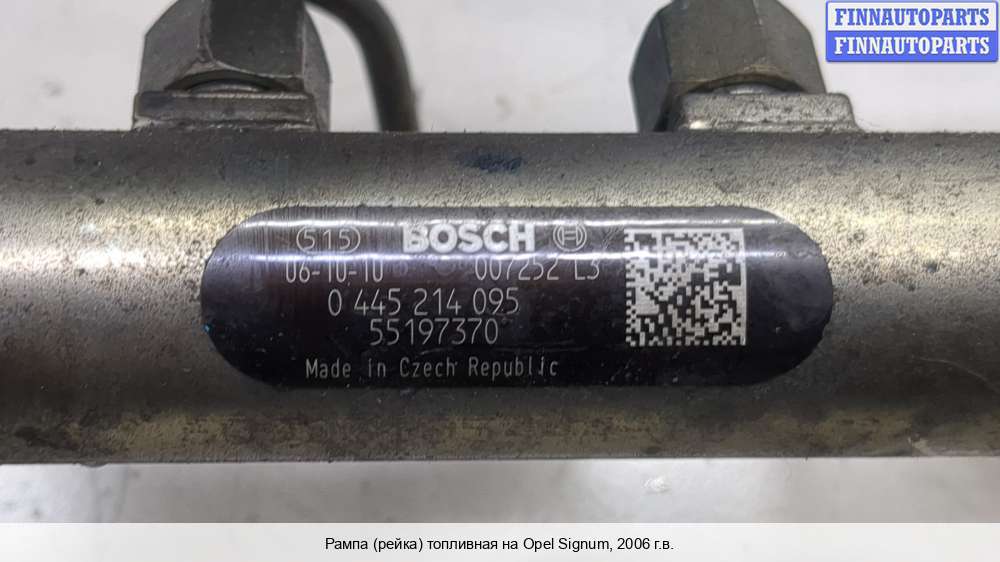 FINNAUTOPARTS
FINNAUTOPARTS
515 BOSCH
06-10-10 007252 L3
0 445 214 095
55197370
Made in Czech Republic
Рампа (рейка) топливная на Opel Signum, 2006 г.в.